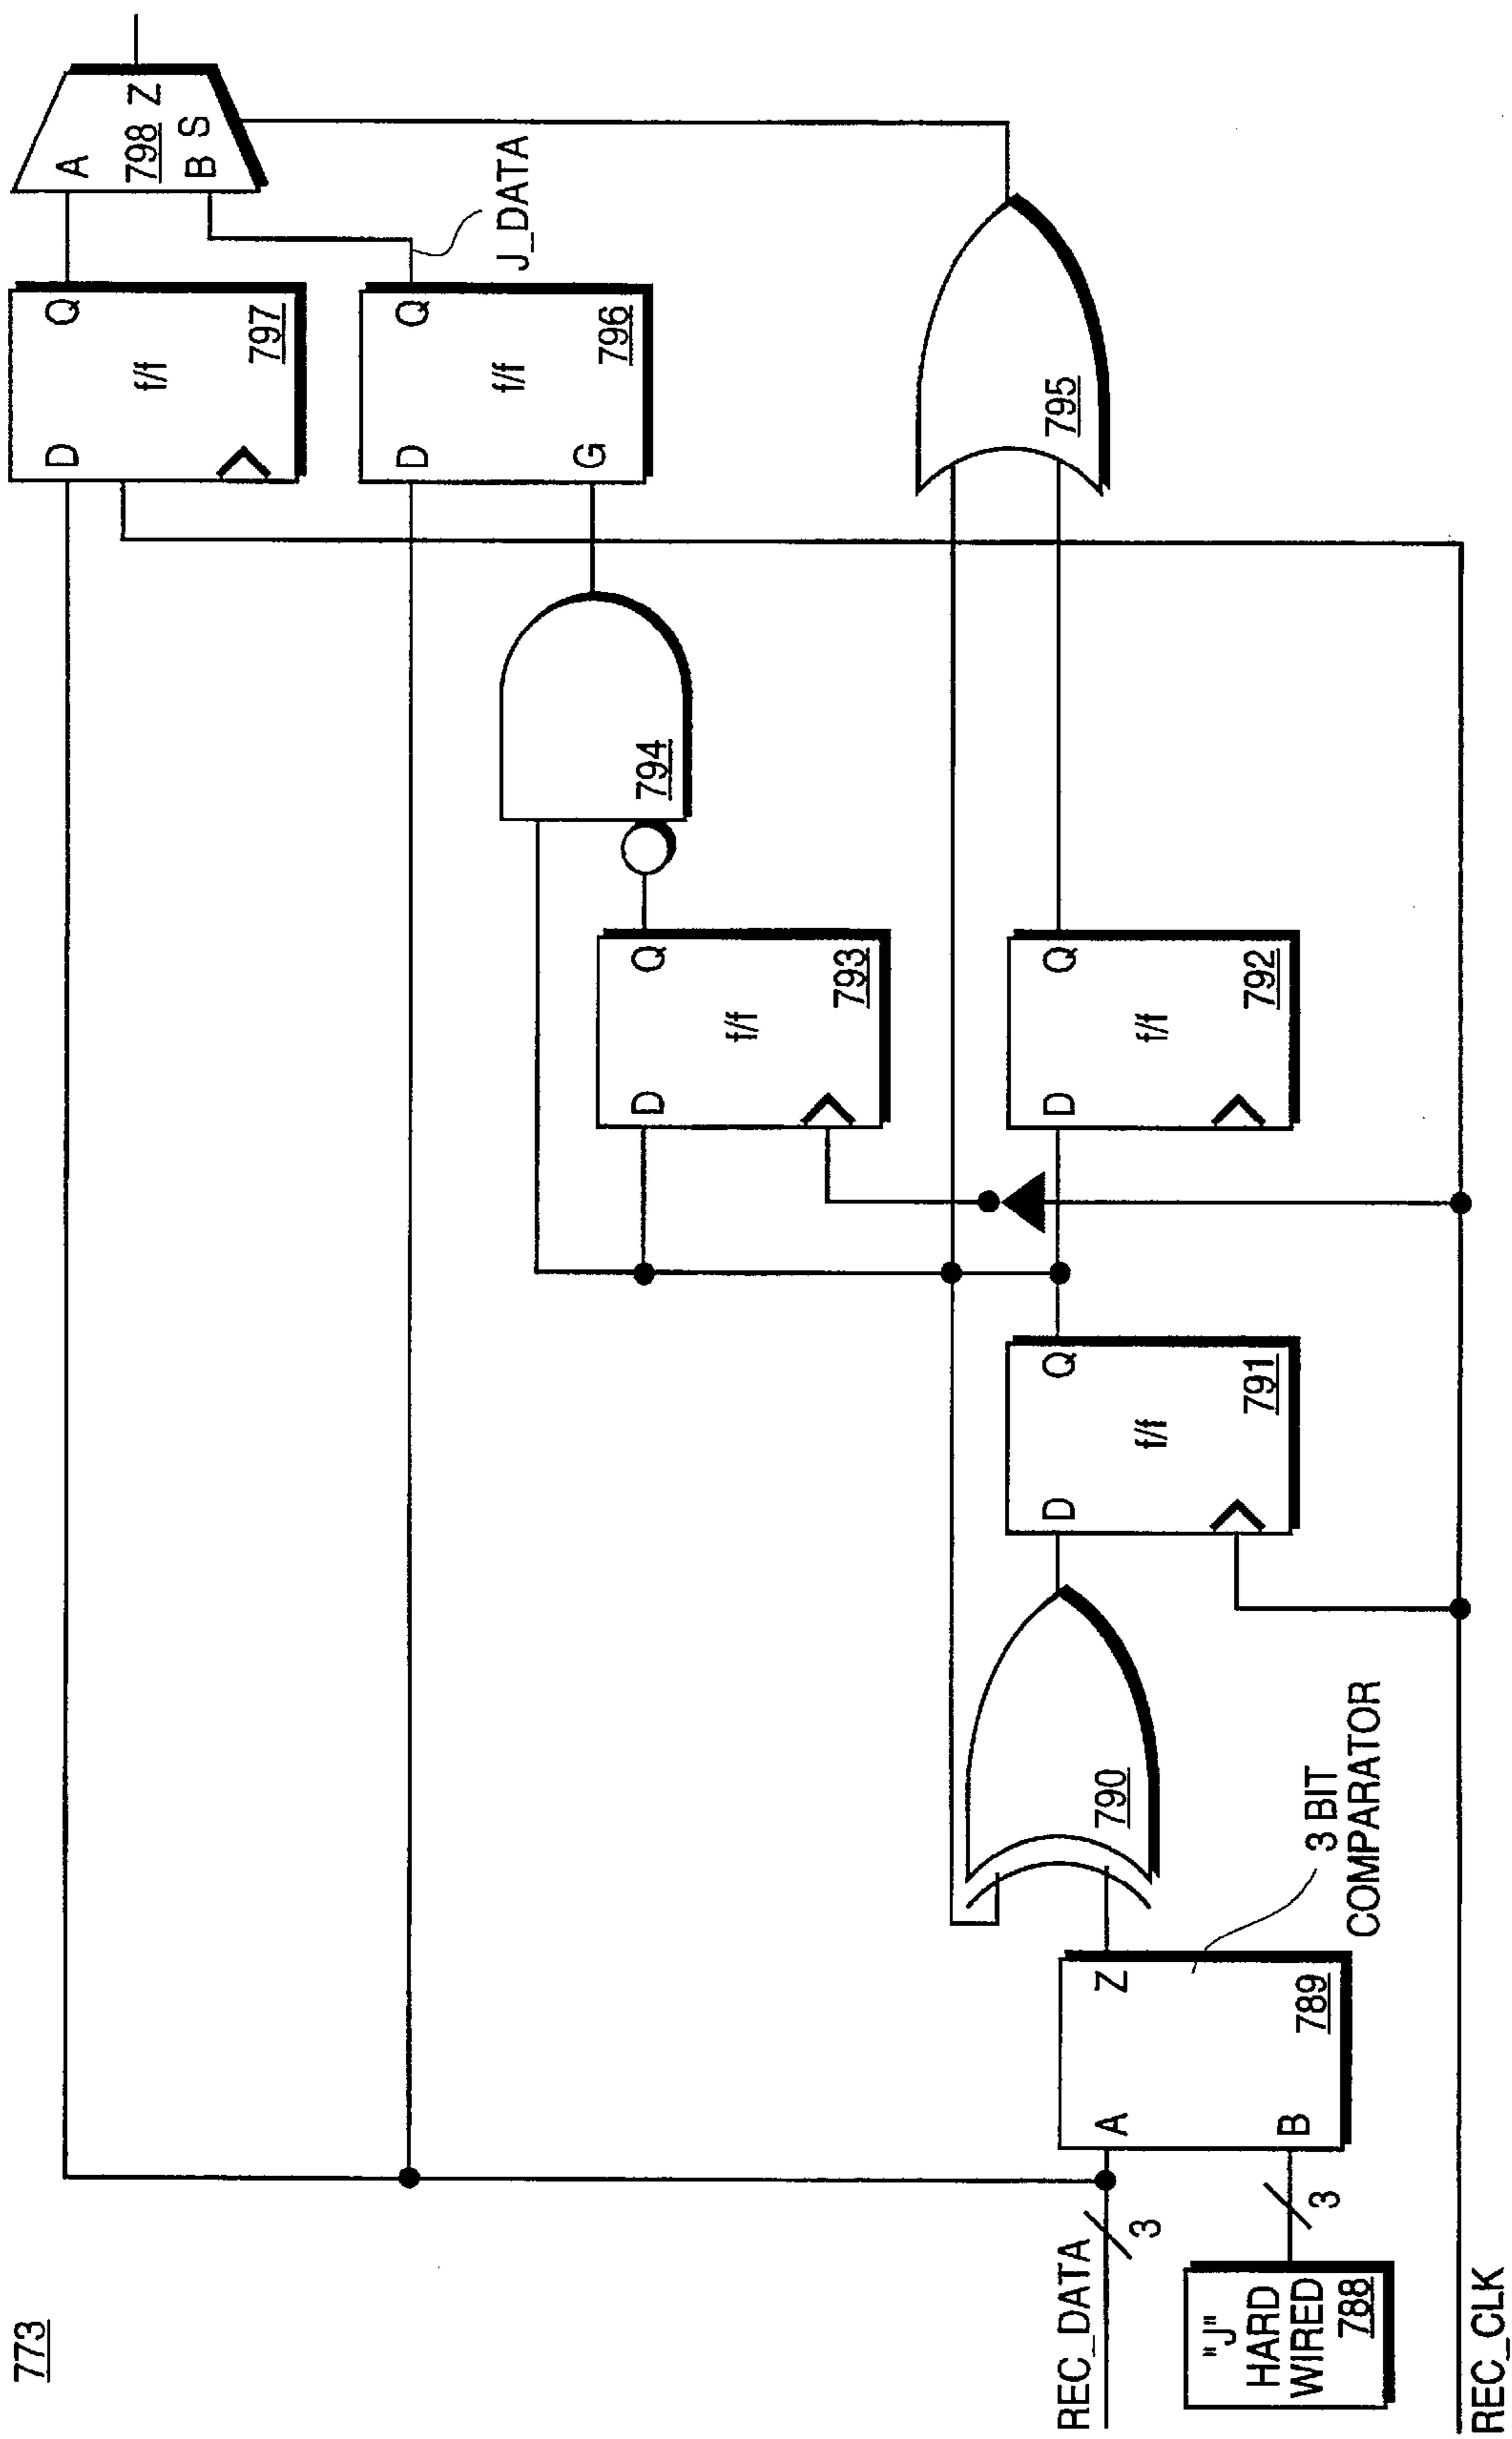 773
REC_DATA
3
"J"
HARD
WIRED
788
3
REC_CLK
A
B
Z
789
3 BIT
COMPARATOR
790
D
Q
f/f
791
D
Q
f/f
792
D
Q
f/f
793
794
795
D
G
Q
f/f
796
D
Q
f/f
797
J_DATA
A
B
S
Z
798